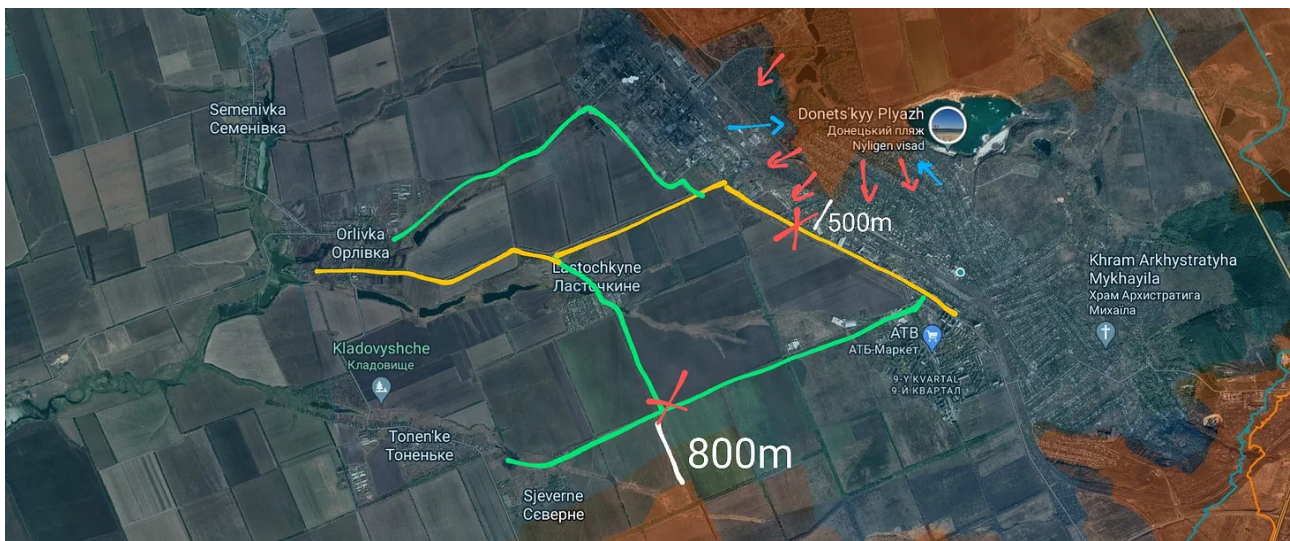 Semenivka
Семенівка
Donets'kyy Plyazh
Донецький пляж
Nyligen visad
500m
Orlivka
Орлівка
Lastochkyne
Ласточкине
Khram Arkhystratyha
Mykhayila
Храм Архистратига
Михаїла
АТВ
АТБ-Маркет
Kladovyshche
Кладовище
9-Y KVARTAL
9-Й КВАРТАЛ
Tonen'ke
Тоненьке
800m
Sjeverne
Сєверне